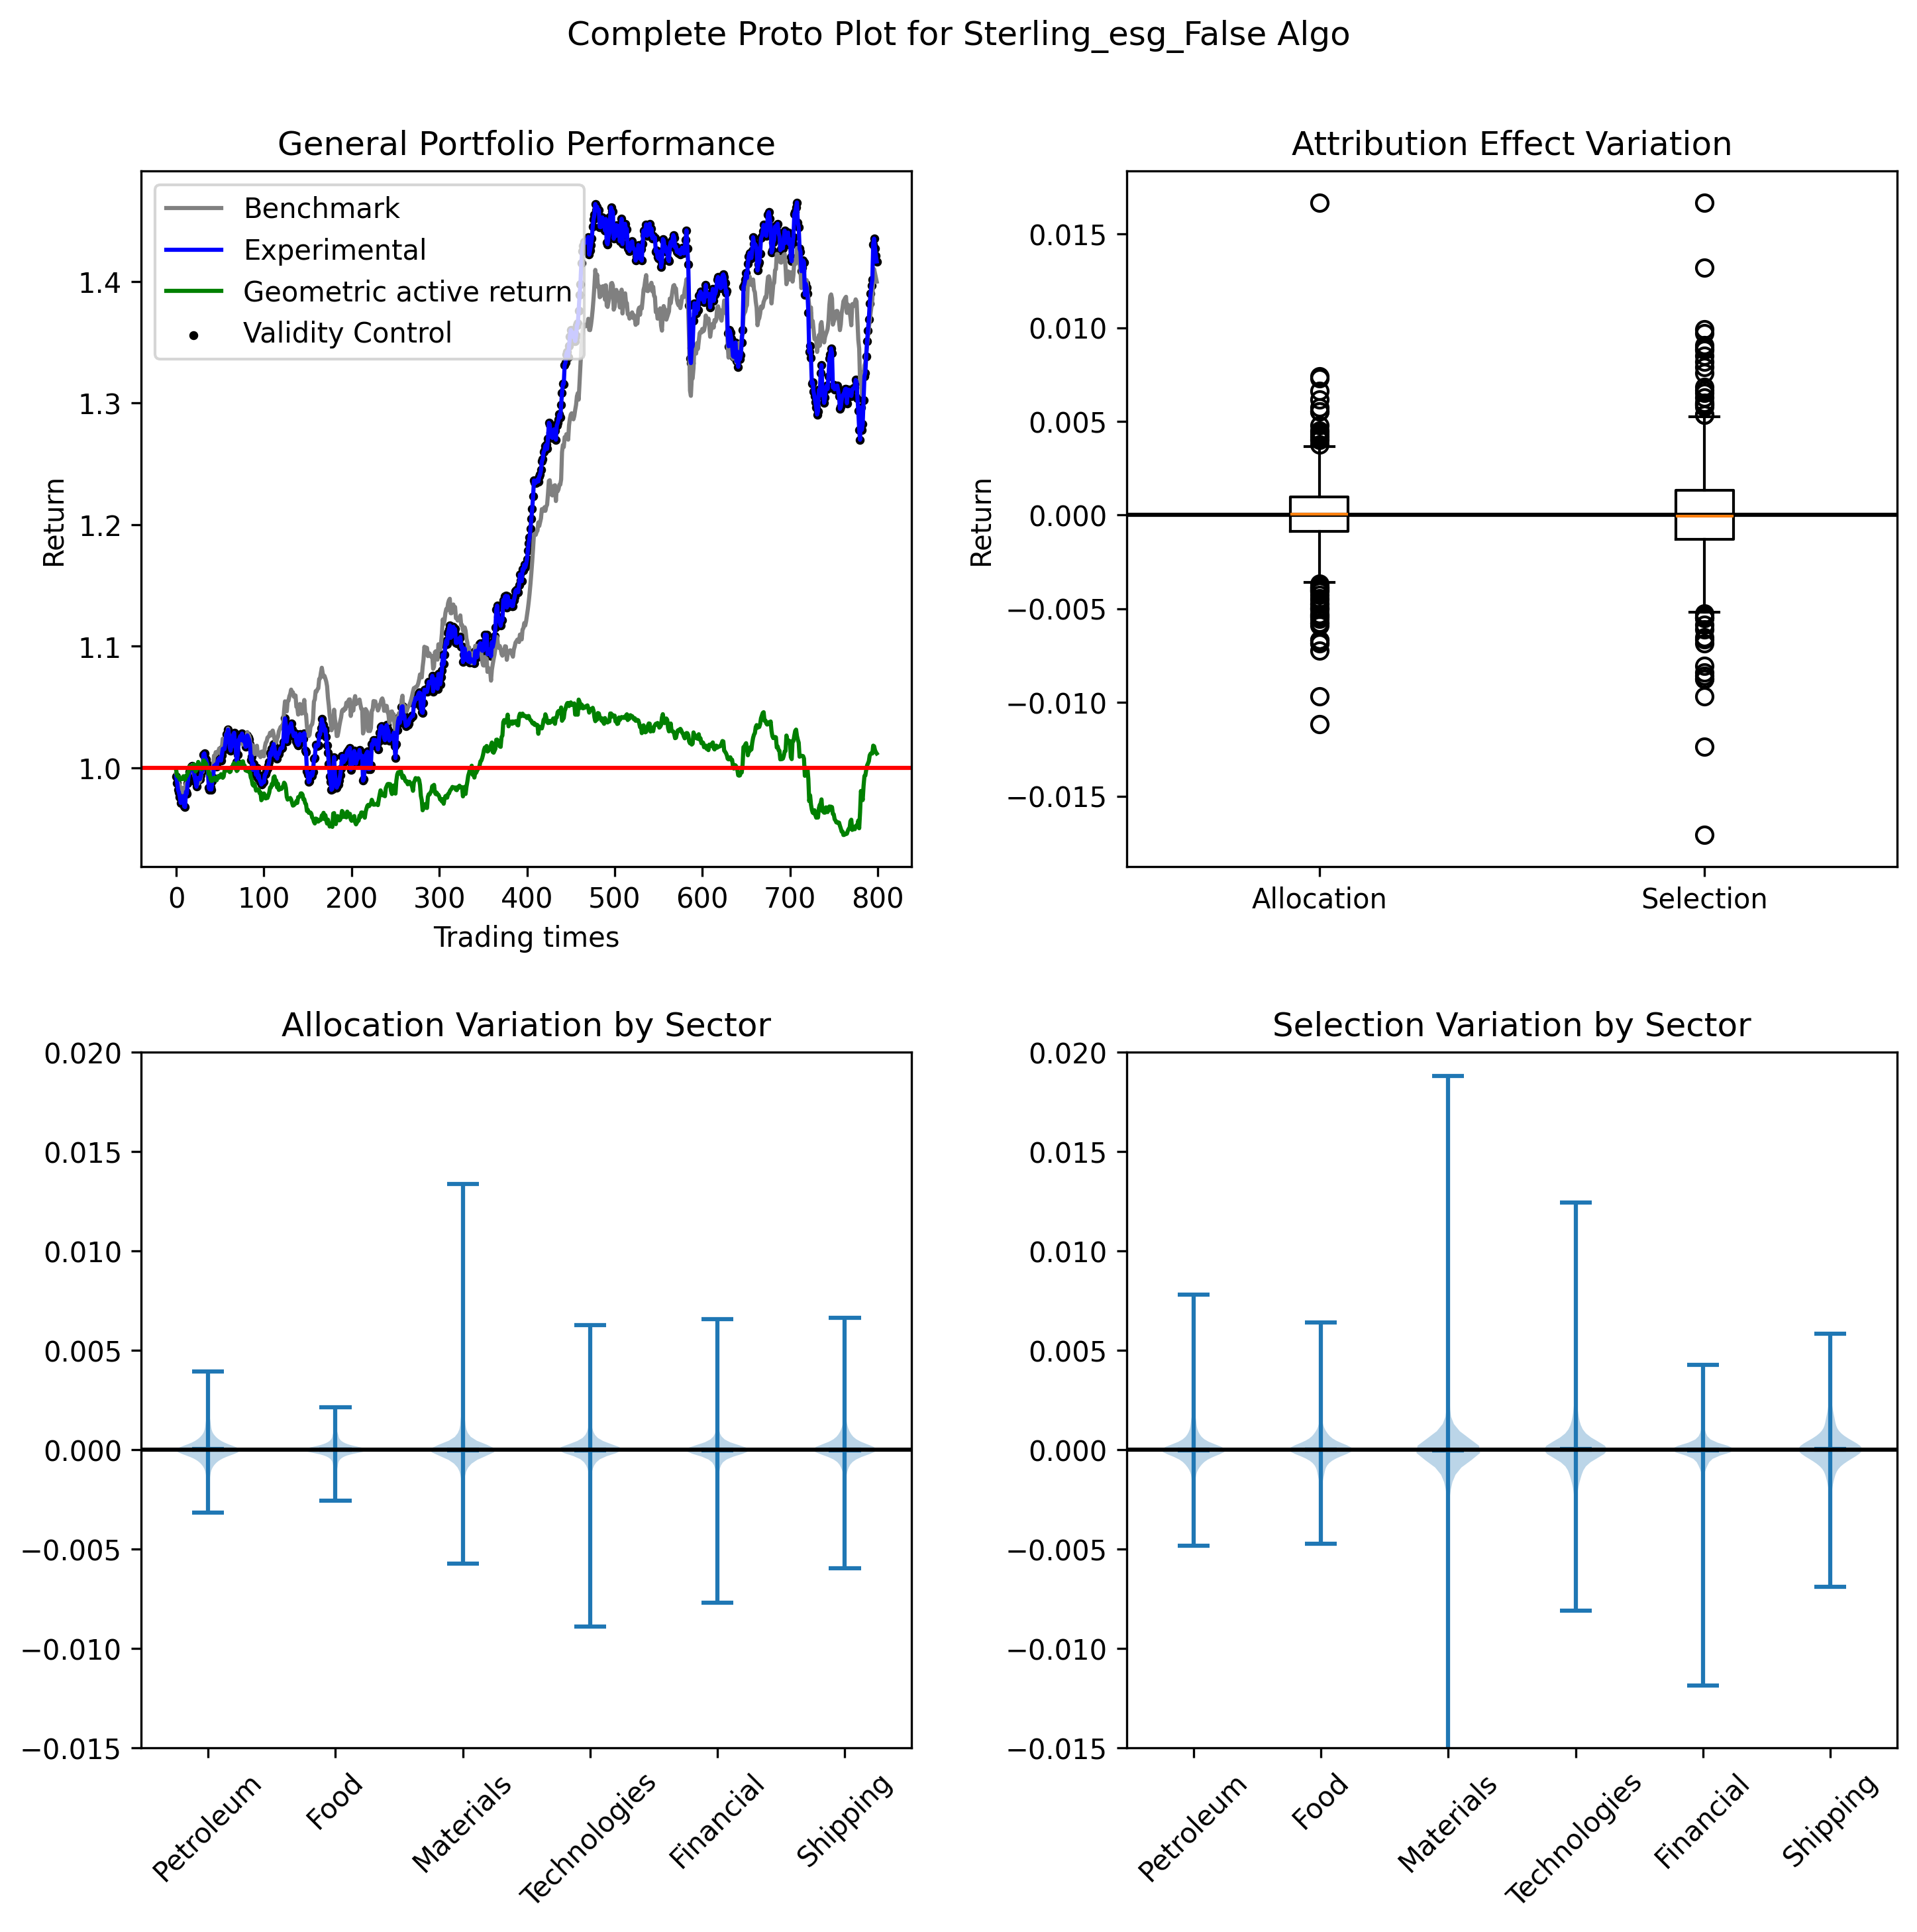 Complete Proto Plot for Sterling_esg_False Algo
General Portfolio Performance
Benchmark
Experimental
Geometric active return
Validity Control
Return
1.4
1.3
1.2
1.1
1.0
0 100 200 300 400 500 600 700 800
Trading times
Attribution Effect Variation
Return
0.015
0.010
0.005
0.000
−0.005
−0.010
−0.015
Allocation Selection
Allocation Variation by Sector
0.020
0.015
0.010
0.005
0.000
−0.005
−0.010
−0.015
Petroleum Food Materials Technologies Financial Shipping
Selection Variation by Sector
0.020
0.015
0.010
0.005
0.000
−0.005
−0.010
−0.015
Petroleum Food Materials Technologies Financial Shipping